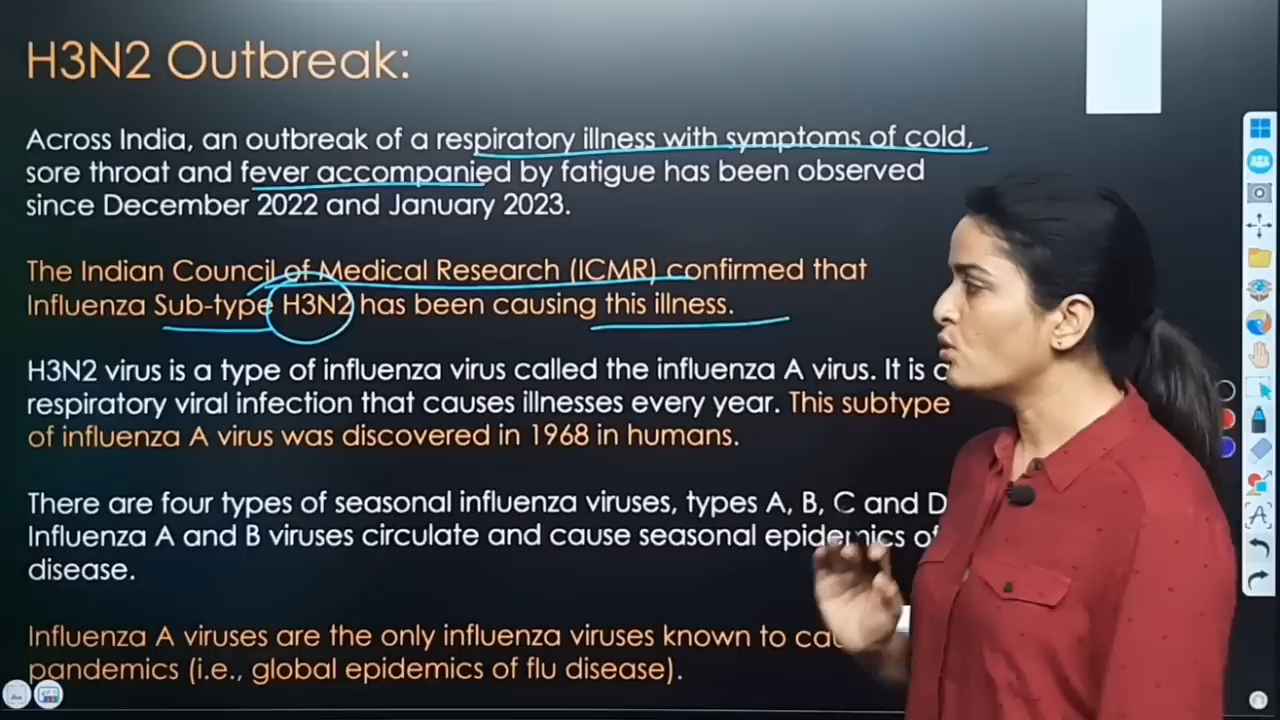 H3N2 Outbreak:
Across India, an outbreak of a respiratory illness with symptoms of cold,
sore throat and fever accompanied by fatigue has been observed
since December 2022 and January 2023.
The Indian Council of Medical Research (ICMR) confirmed that
Influenza Sub-type H3N2 has been causing this illness.
H3N2 virus is a type of influenza virus called the influenza A virus. It is a
respiratory viral infection that causes illnesses every year. This subtype
of influenza A virus was discovered in 1968 in humans.
There are four types of seasonal influenza viruses, types A, B, C and D
Influenza A and B viruses circulate and cause seasonal epidemics of
disease.
Influenza A viruses are the only influenza viruses known to
pandemics (i.e., global epidemics of flu disease).